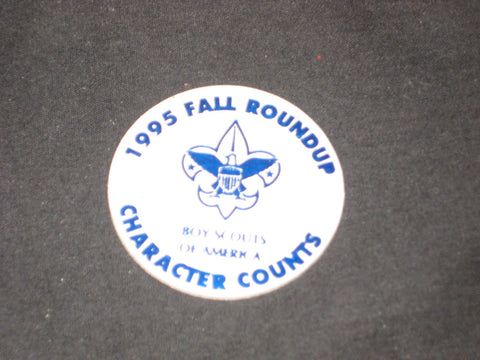 1995 FALL ROUNDUP
BOY SCOUTS
OF AMERICA
CHARACTER COUNTS